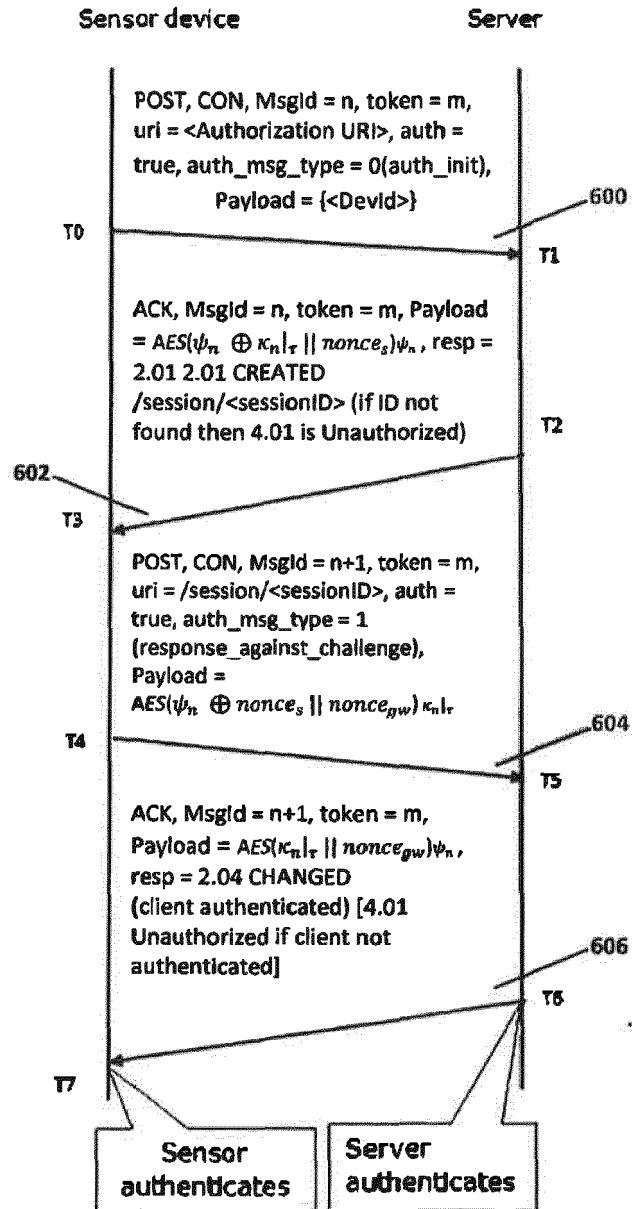 Sensor device
Server
POST, CON, MsgId = n, token = m,
uri = <Authorization URI>, auth =
true, auth_msg_type = 0(auth_init),
Payload = {<DevId>}
600
T0
T1
ACK, MsgId = n, token = m, Payload
= AES(ψₙ ⊕ κₙ|τ || nonceₛ)ψₙ, resp =
2.01 2.01 CREATED
/session/<sessionID> (if ID not
found then 4.01 is Unauthorized)
T2
602
T3
POST, CON, MsgId = n+1, token = m,
uri = /session/<sessionID>, auth =
true, auth_msg_type = 1
(response_against_challenge),
Payload =
AES(ψₙ ⊕ nonceₛ || nonce_gw) κₙ|τ
604
T4
T5
ACK, MsgId = n+1, token = m,
Payload = AES(κₙ|τ || nonce_gw)ψₙ,
resp = 2.04 CHANGED
(client authenticated) [4.01
Unauthorized if client not
authenticated]
606
T6
T7
Sensor
authenticates
Server
authenticates